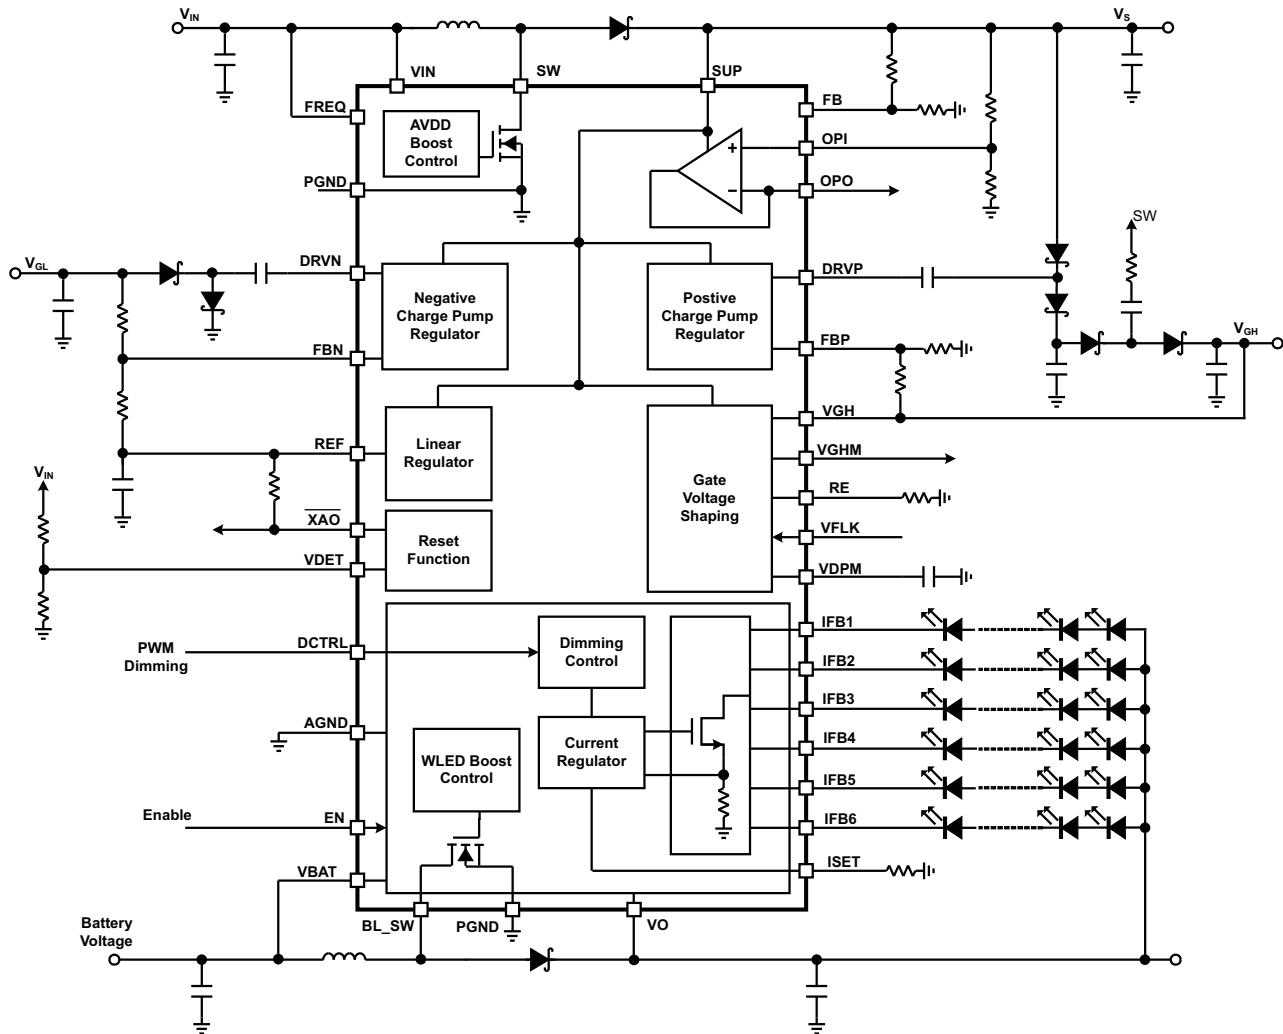 VIN
VS
VIN
SW
SUP
FREQ
FB
AVDD
Boost
Control
+
OPI
PGND
–
OPO
SW
VGL
DRVN
DRVP
Negative
Charge Pump
Regulator
Postive
Charge Pump
Regulator
VGH
FBN
FBP
VGH
REF
Linear
Regulator
VGHM
VIN
Gate
Voltage
Shaping
RE
XAO
Reset
Function
VFLK
VDET
VDPM
IFB1
PWM
Dimming
DCTRL
Dimming
Control
IFB2
IFB3
AGND
Current
Regulator
IFB4
WLED Boost
Control
IFB5
Enable
EN
IFB6
VBAT
ISET
Battery
Voltage
BL_SW
PGND
VO